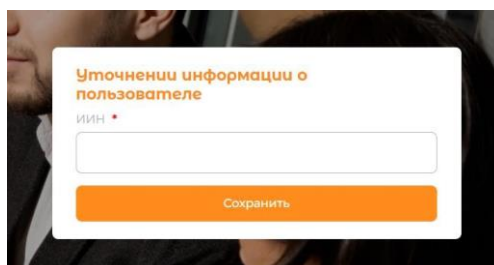 Уточнении информации о
пользователе
ИИН *
Сохранить